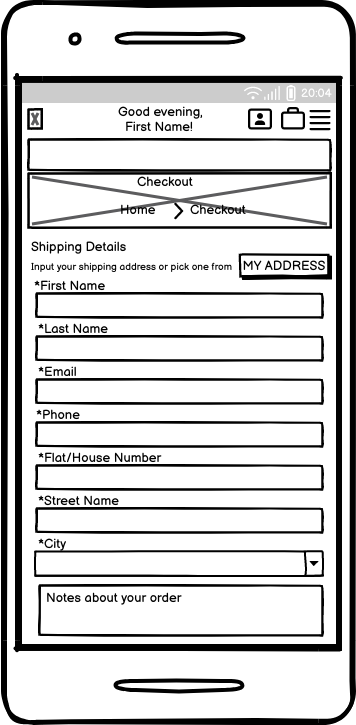 20:04
X
Good evening,
First Name!
Checkout
Home > Checkout
Shipping Details
Input your shipping address or pick one from MY ADDRESS
*First Name
*Last Name
*Email
*Phone
*Flat/House Number
*Street Name
*City
Notes about your order